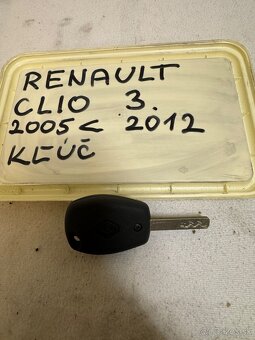 RENAULT
CLIO 3.
2005 < 2012
KĽÚČ